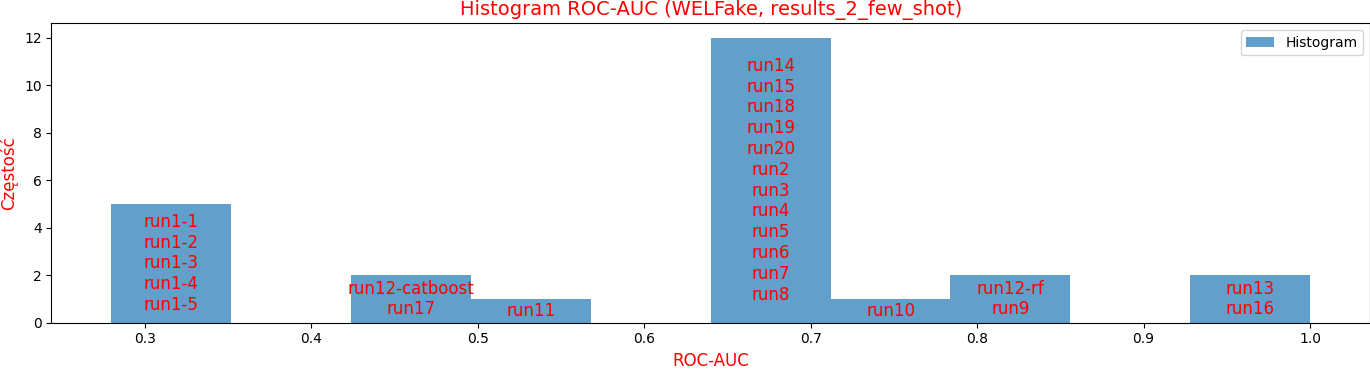 Histogram ROC-AUC (WELFake, results_2_few_shot)
Histogram
Częstość
12
10
8
6
4
2
0
run1-1
run1-2
run1-3
run1-4
run1-5
run12-catboost
run17
run11
run14
run15
run18
run19
run20
run2
run3
run4
run5
run6
run7
run8
run10
run12-rf
run9
run13
run16
0.3 0.4 0.5 0.6 0.7 0.8 0.9 1.0
ROC-AUC